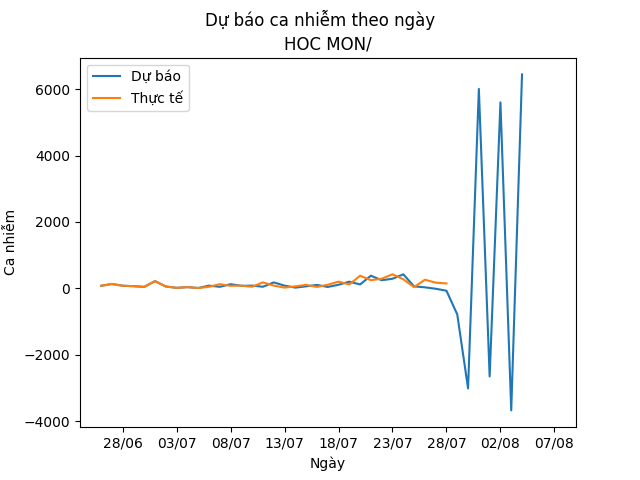 Dự báo ca nhiễm theo ngày
HOC MON/
Dự báo
Thực tế
6000
4000
2000
0
−2000
−4000
Ca nhiễm
28/06 03/07 08/07 13/07 18/07 23/07 28/07 02/08 07/08
Ngày